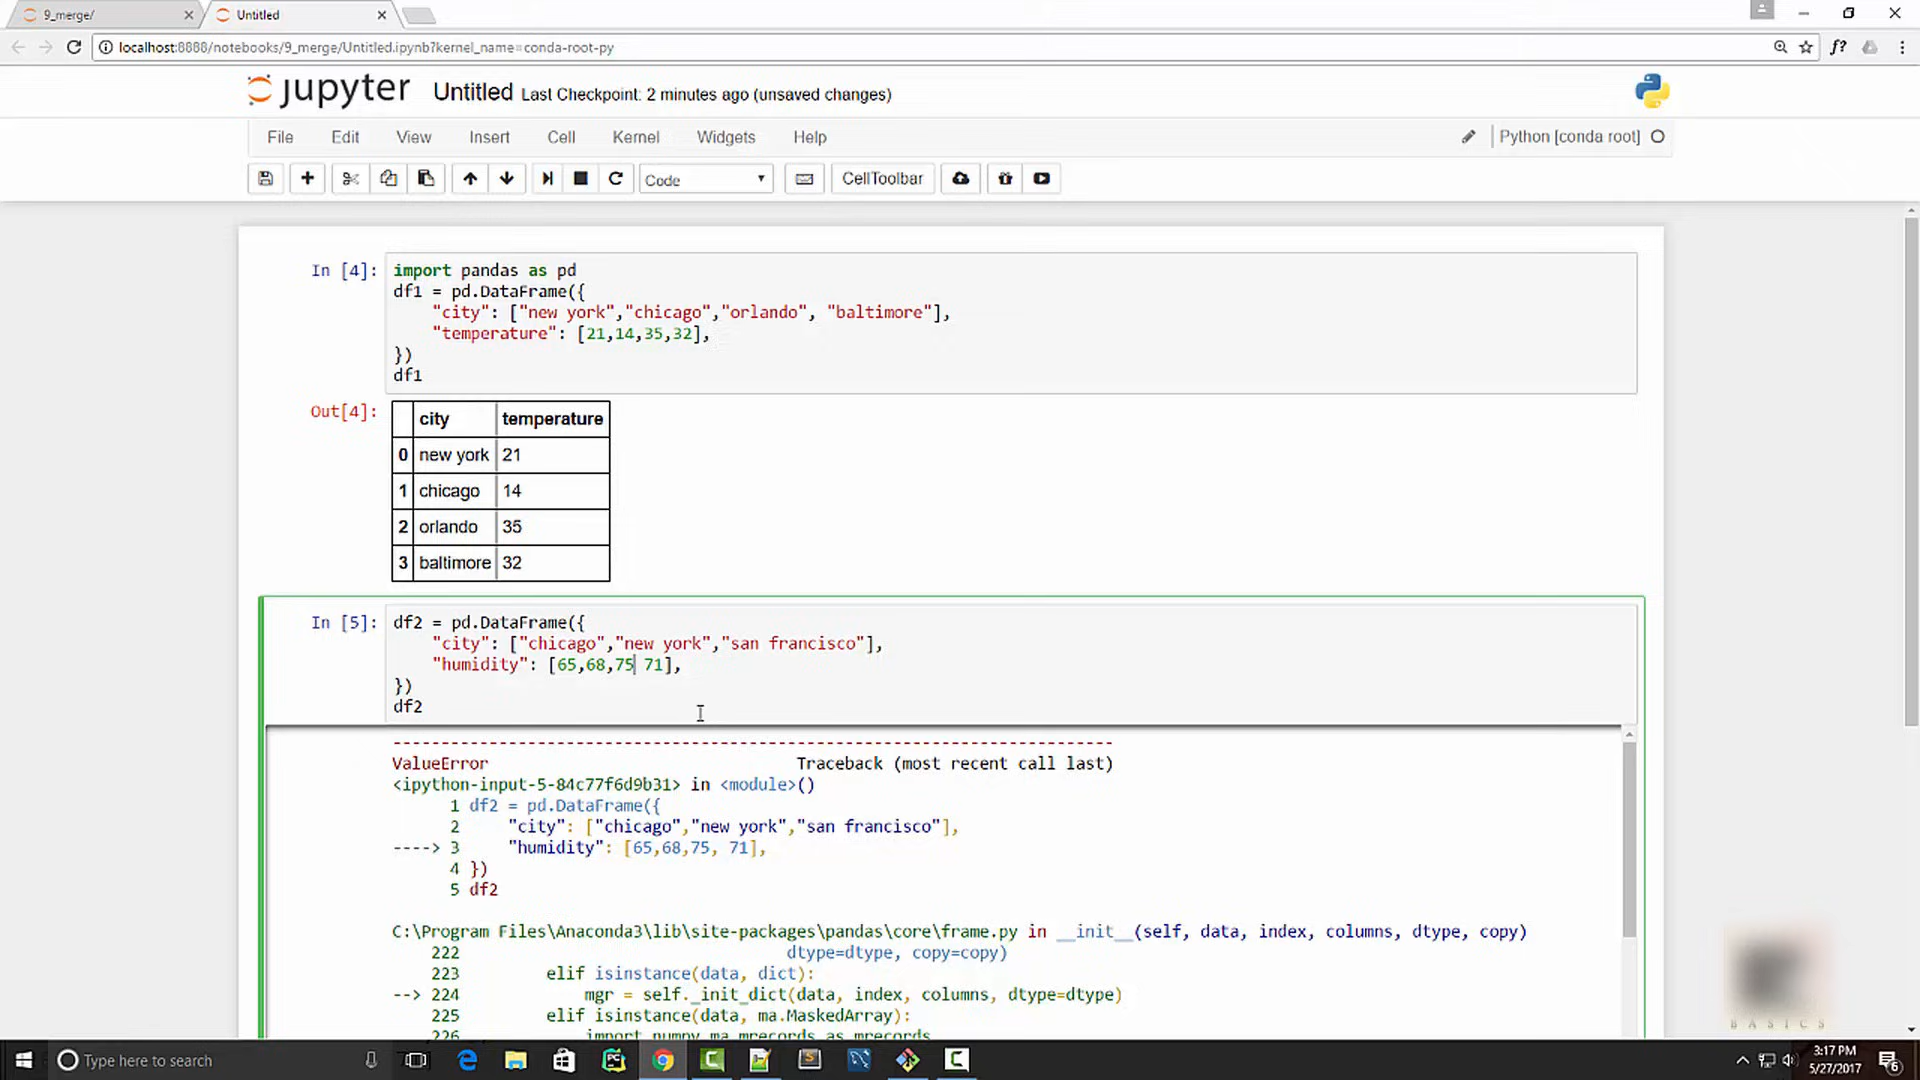 9_merge/
Untitled
localhost:8888/notebooks/9_merge/Untitled.ipynb?kernel_name=conda-root-py
f?
jupyter Untitled Last Checkpoint: 2 minutes ago (unsaved changes)
File Edit View Insert Cell Kernel Widgets Help
Python [conda root]
Code
CellToolbar
In [4]: import pandas as pd
df1 = pd.DataFrame({
"city": ["new york","chicago","orlando", "baltimore"],
"temperature": [21,14,35,32],
})
df1
Out[4]:
city temperature
0 new york 21
1 chicago 14
2 orlando 35
3 baltimore 32
In [5]: df2 = pd.DataFrame({
"city": ["chicago","new york","san francisco"],
"humidity": [65,68,75 71],
})
df2
---------------------------------------------------------------------------
ValueError Traceback (most recent call last)
<ipython-input-5-84c77f6d9b31> in <module>()
1 df2 = pd.DataFrame({
2 "city": ["chicago","new york","san francisco"],
----> 3 "humidity": [65,68,75, 71],
4 })
5 df2
C:\Program Files\Anaconda3\lib\site-packages\pandas\core\frame.py in __init__(self, data, index, columns, dtype, copy)
222 dtype=dtype, copy=copy)
223 elif isinstance(data, dict):
--> 224 mgr = self._init_dict(data, index, columns, dtype=dtype)
225 elif isinstance(data, ma.MaskedArray):
226 import numpy.ma.mrecords as mrecords
BASICS
Type here to search
3:17 PM
5/27/2017
6